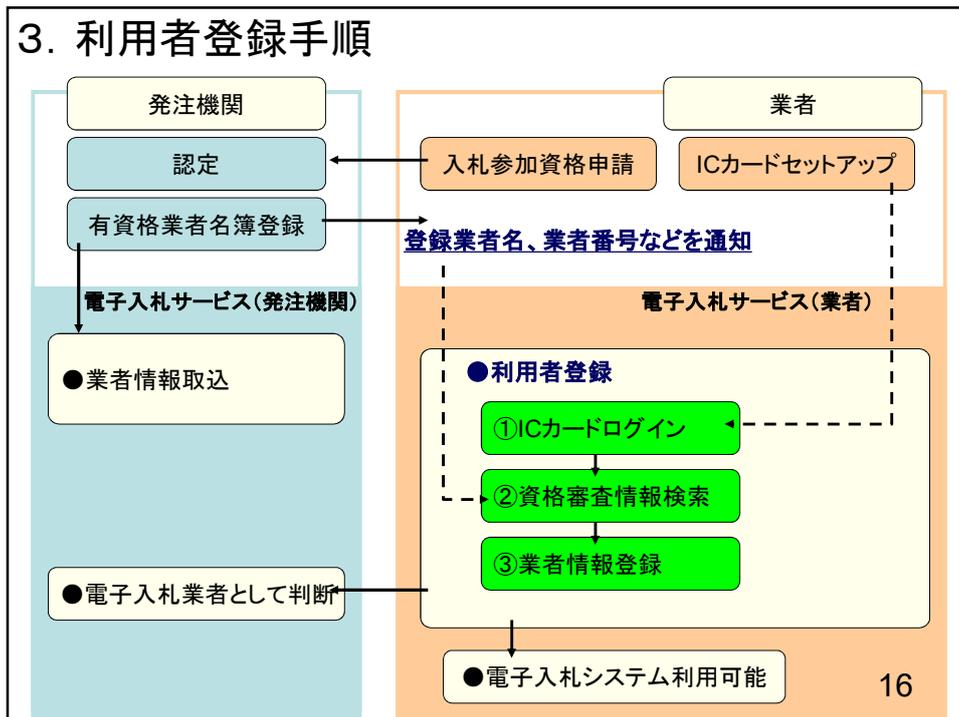 ３．利用者登録手順
発注機関
業者
認定
入札参加資格申請
ICカードセットアップ
有資格業者名簿登録
登録業者名、業者番号などを通知
電子入札サービス（発注機関）
電子入札サービス（業者）
●業者情報取込
●利用者登録
①ICカードログイン
②資格審査情報検索
③業者情報登録
●電子入札業者として判断
●電子入札システム利用可能
16